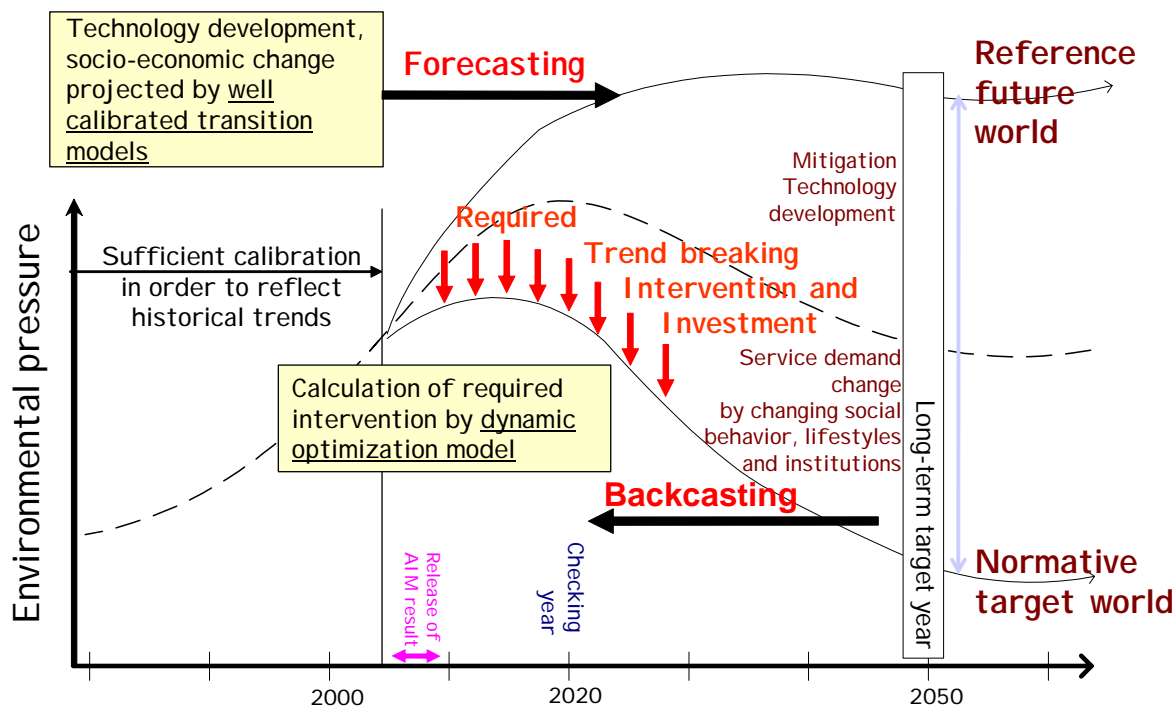 Technology development,
socio-economic change
projected by well
calibrated transition
models
Forecasting
Reference
future
world
Mitigation
Technology
development
Environmental pressure
Sufficient calibration
in order to reflect
historical trends
Required
Trend breaking
Intervention and
Investment
Calculation of required
intervention by dynamic
optimization model
Service demand
change
by changing social
behavior, lifestyles
and institutions
Long-term target year
Backcasting
Release of
AIM result
Checking
year
Normative
target world
2000
2020
2050